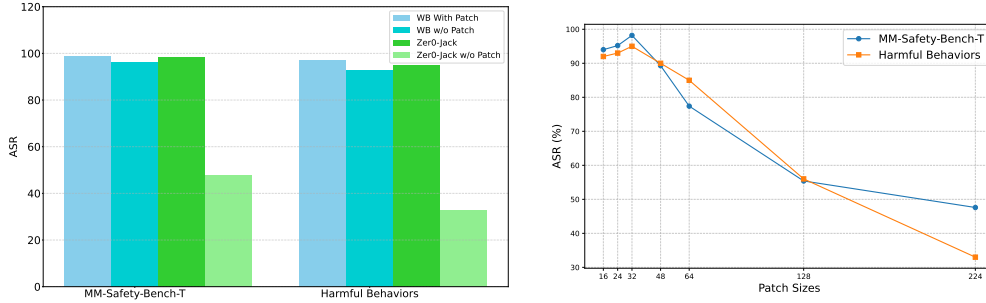 120
100
80
60
40
20
0
ASR
WB With Patch
WB w/o Patch
Zer0-Jack
Zer0-Jack w/o Patch
MM-Safety-Bench-T
Harmful Behaviors
100
90
80
70
60
50
40
30
ASR (%)
MM-Safety-Bench-T
Harmful Behaviors
16 24 32 48 64 128 224
Patch Sizes